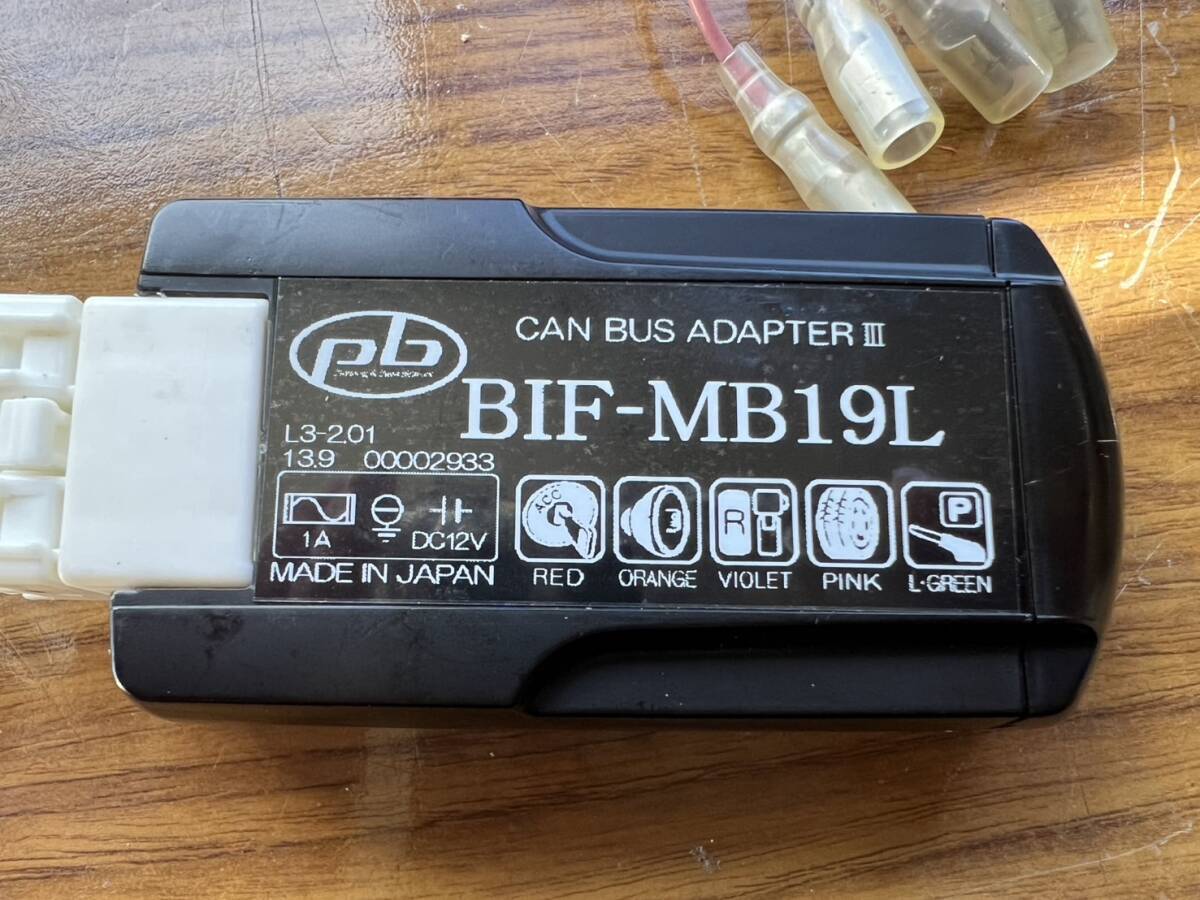 pb
CAN BUS ADAPTER III
BIF-MB19L
L3-2.01
13.9 00002933
1A
DC12V
MADE IN JAPAN
ACC
R
P
RED
ORANGE
VIOLET
PINK
L·GREEN